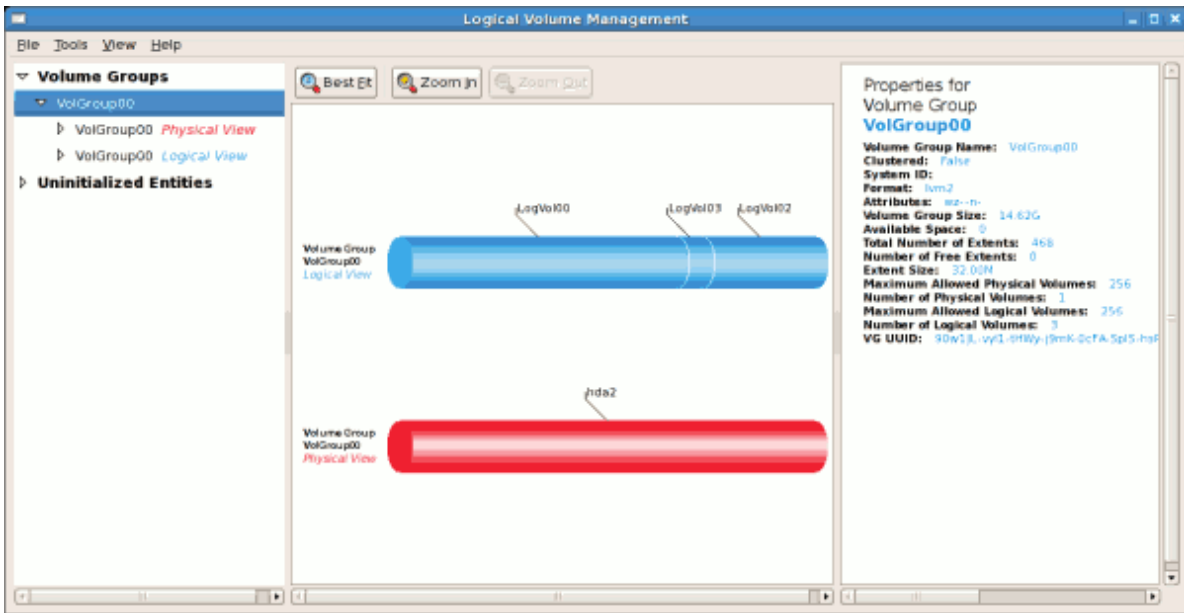 Logical Volume Management
File Tools View Help
Volume Groups
VolGroup00
VolGroup00 Physical View
VolGroup00 Logical View
Uninitialized Entities
Best Fit Zoom In Zoom Out
LogVol00 LogVol03 LogVol02
Volume Group
VolGroup00
Logical View
hda2
Volume Group
VolGroup00
Physical View
Properties for
Volume Group
VolGroup00
Volume Group Name: VolGroup00
Clustered: False
System ID:
Format: lvm2
Attributes: wz--n-
Volume Group Size: 14.62G
Available Space: 0
Total Number of Extents: 468
Number of Free Extents: 0
Extent Size: 32.00M
Maximum Allowed Physical Volumes: 256
Number of Physical Volumes: 1
Maximum Allowed Logical Volumes: 256
Number of Logical Volumes: 3
VG UUID: